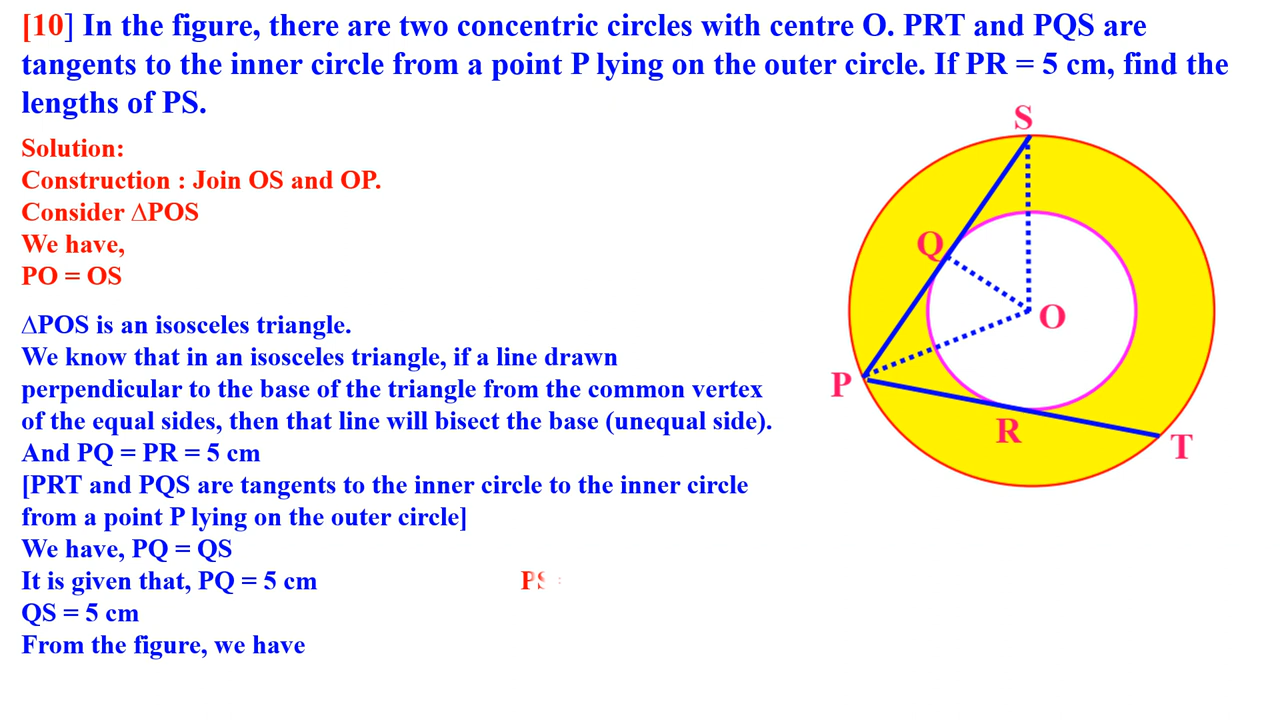 [10] In the figure, there are two concentric circles with centre O. PRT and PQS are
tangents to the inner circle from a point P lying on the outer circle. If PR = 5 cm, find the
lengths of PS.
Solution:
Construction : Join OS and OP.
Consider ∆POS
We have,
PO = OS
∆POS is an isosceles triangle.
We know that in an isosceles triangle, if a line drawn
perpendicular to the base of the triangle from the common vertex
of the equal sides, then that line will bisect the base (unequal side).
And PQ = PR = 5 cm
[PRT and PQS are tangents to the inner circle to the inner circle
from a point P lying on the outer circle]
We have, PQ = QS
It is given that, PQ = 5 cm
QS = 5 cm
From the figure, we have
PS
S
Q
O
P
R
T